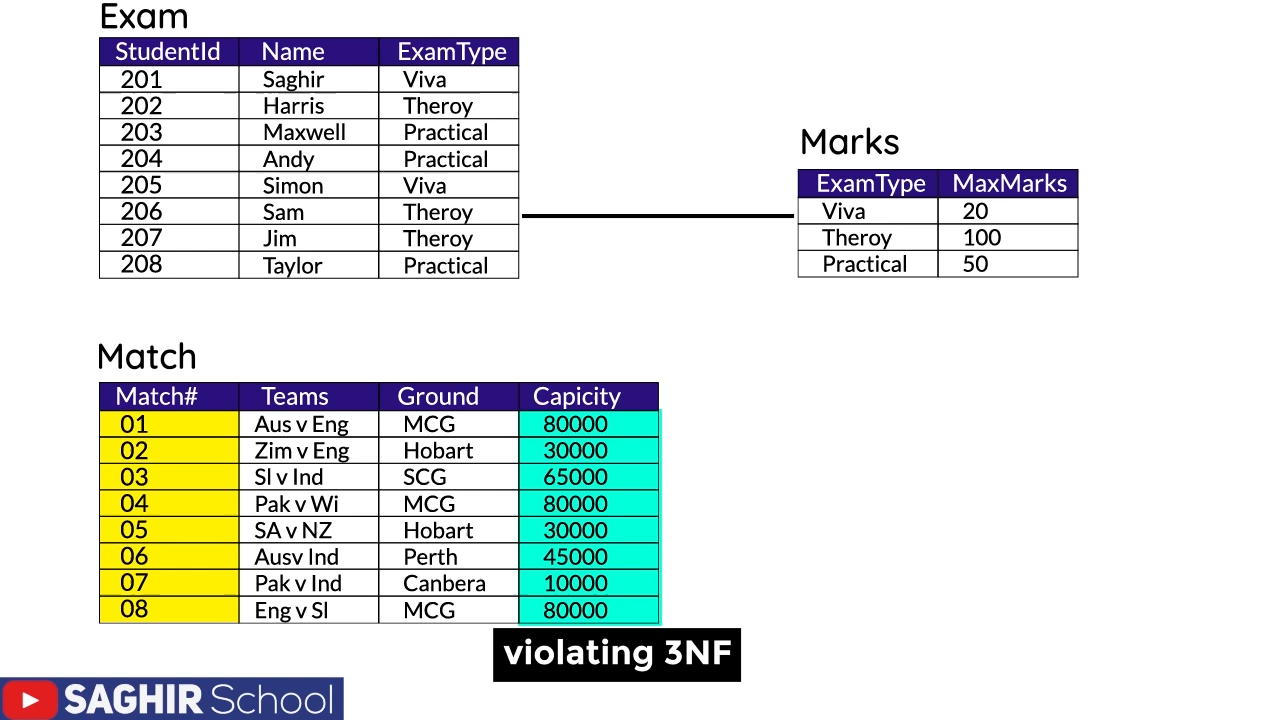 Exam
StudentId Name ExamType
201 Saghir Viva
202 Harris Theroy
203 Maxwell Practical
204 Andy Practical
205 Simon Viva
206 Sam Theroy
207 Jim Theroy
208 Taylor Practical
Marks
ExamType MaxMarks
Viva 20
Theroy 100
Practical 50
Match
Match# Teams Ground Capicity
01 Aus v Eng MCG 80000
02 Zim v Eng Hobart 30000
03 Sl v Ind SCG 65000
04 Pak v Wi MCG 80000
05 SA v NZ Hobart 30000
06 Ausv Ind Perth 45000
07 Pak v Ind Canbera 10000
08 Eng v Sl MCG 80000
violating 3NF
SAGHIR School